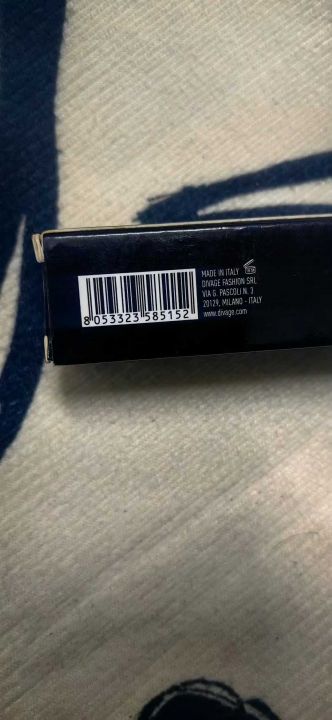 8 053323 585152
MADE IN ITALY
DIVAGE FASHION SRL
VIA G. PASCOLI N. 3
20129, MILANO - ITALY
www.divage.com